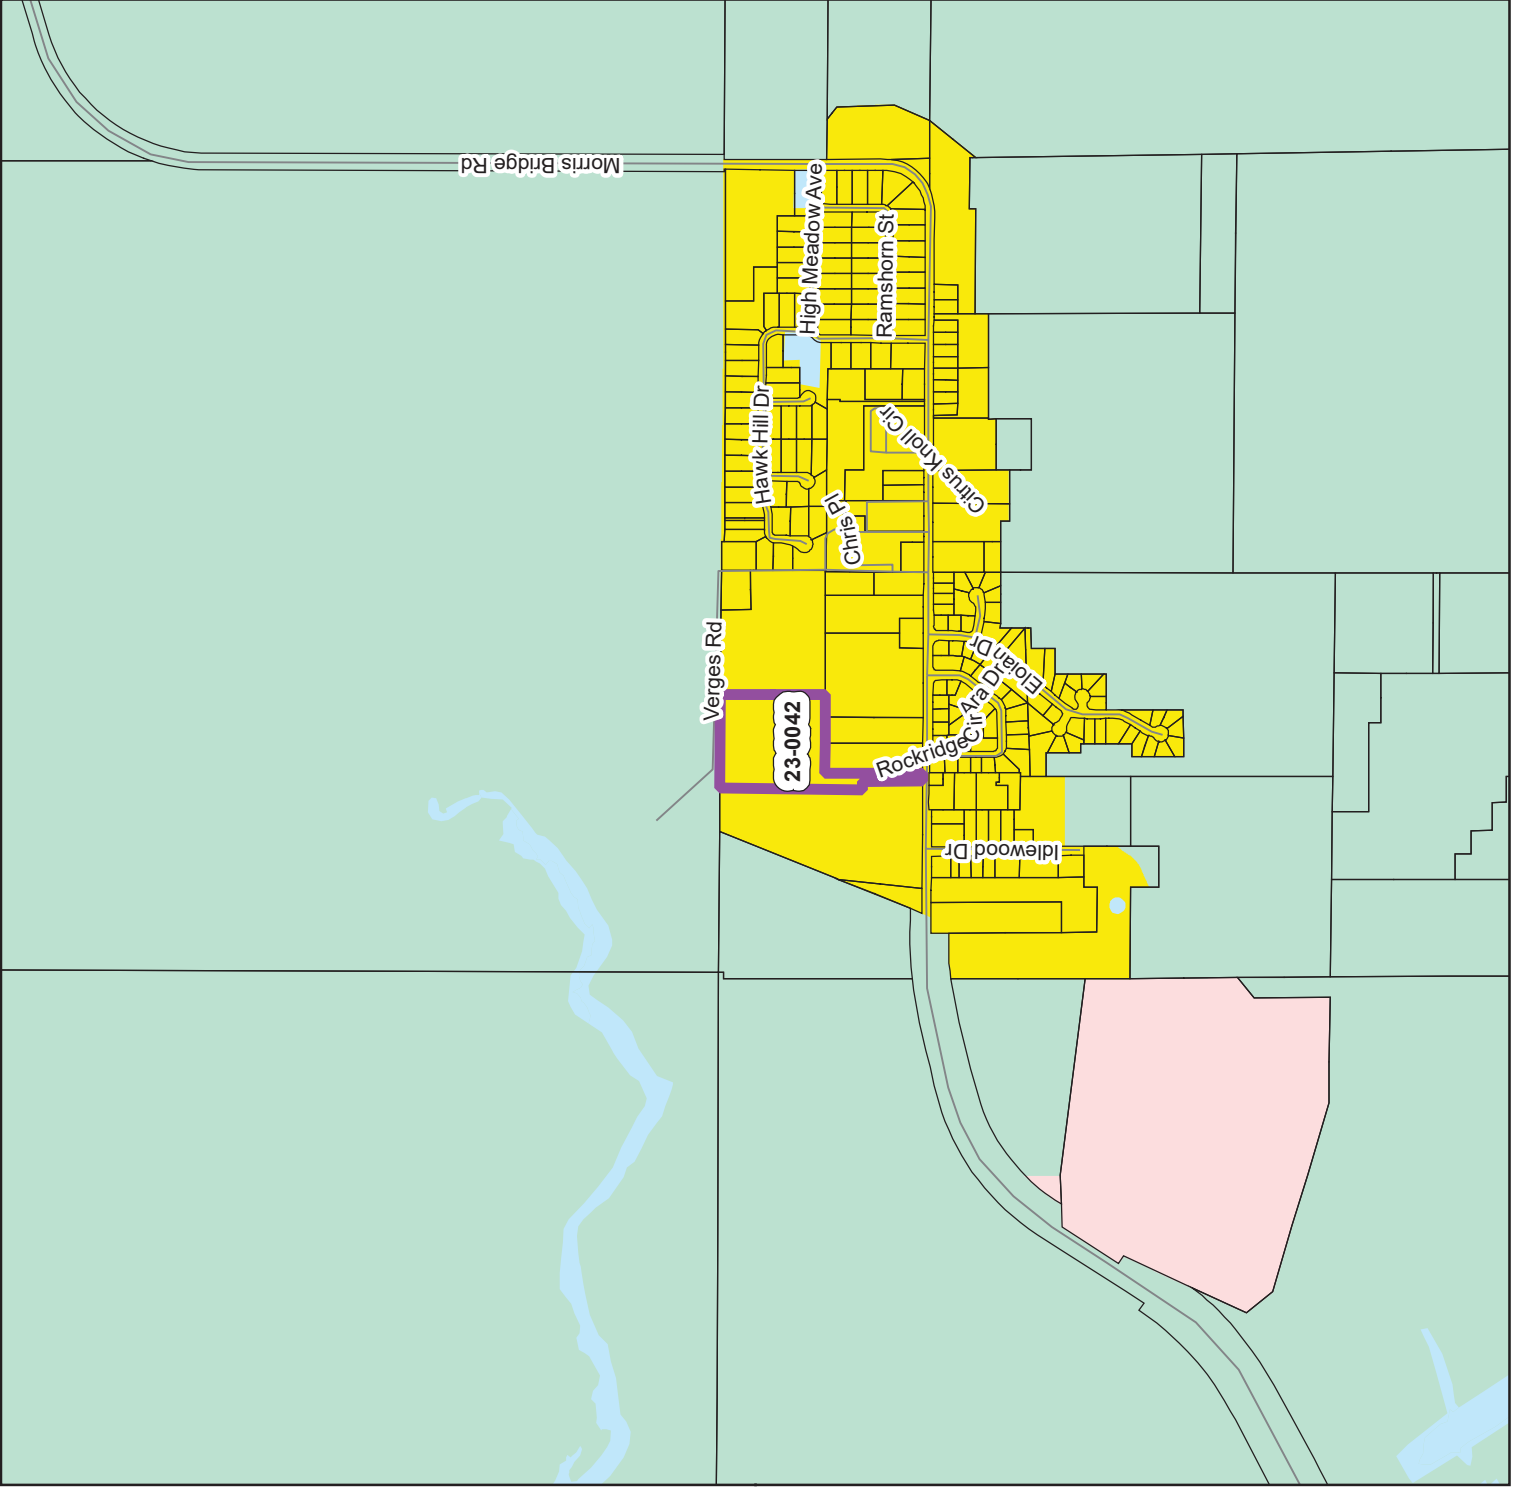 Morris Bridge Rd
High Meadow Ave
Ramshorn St
Hawk Hill Dr
Citrus Knoll Cir
Chris Pl
Verges Rd
Eloian Dr
Ara Dr
23-0042
Rockridge Cir
Idlewood Dr